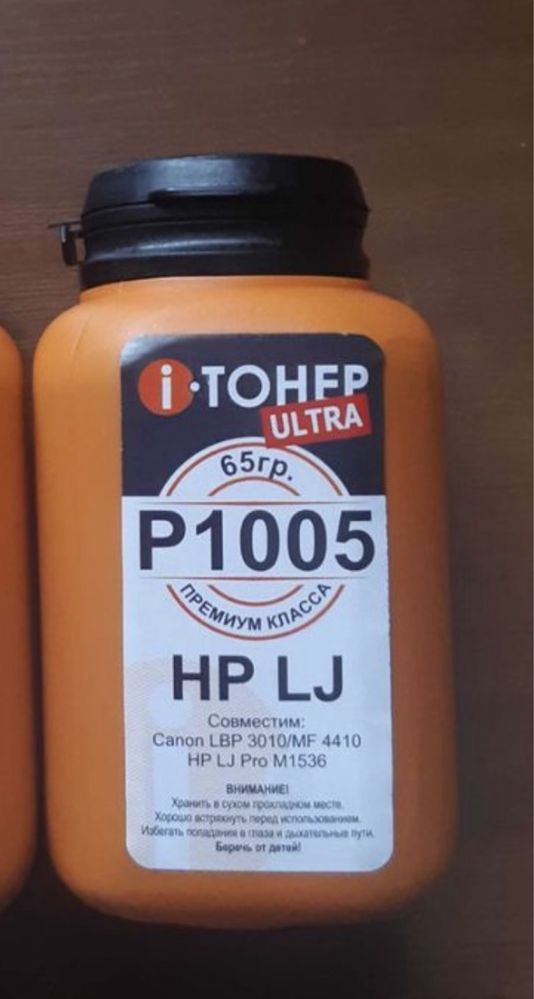 i·ТОНЕР
ULTRA
65гр.
P1005
ПРЕМИУМ КЛАССА
HP LJ
Совместим:
Canon LBP 3010/MF 4410
HP LJ Pro M1536
ВНИМАНИЕ!
Хранить в сухом прохладном месте.
Хорошо встряхнуть перед использованием.
Избегать попадания в глаза и дыхательные пути.
Беречь от детей!